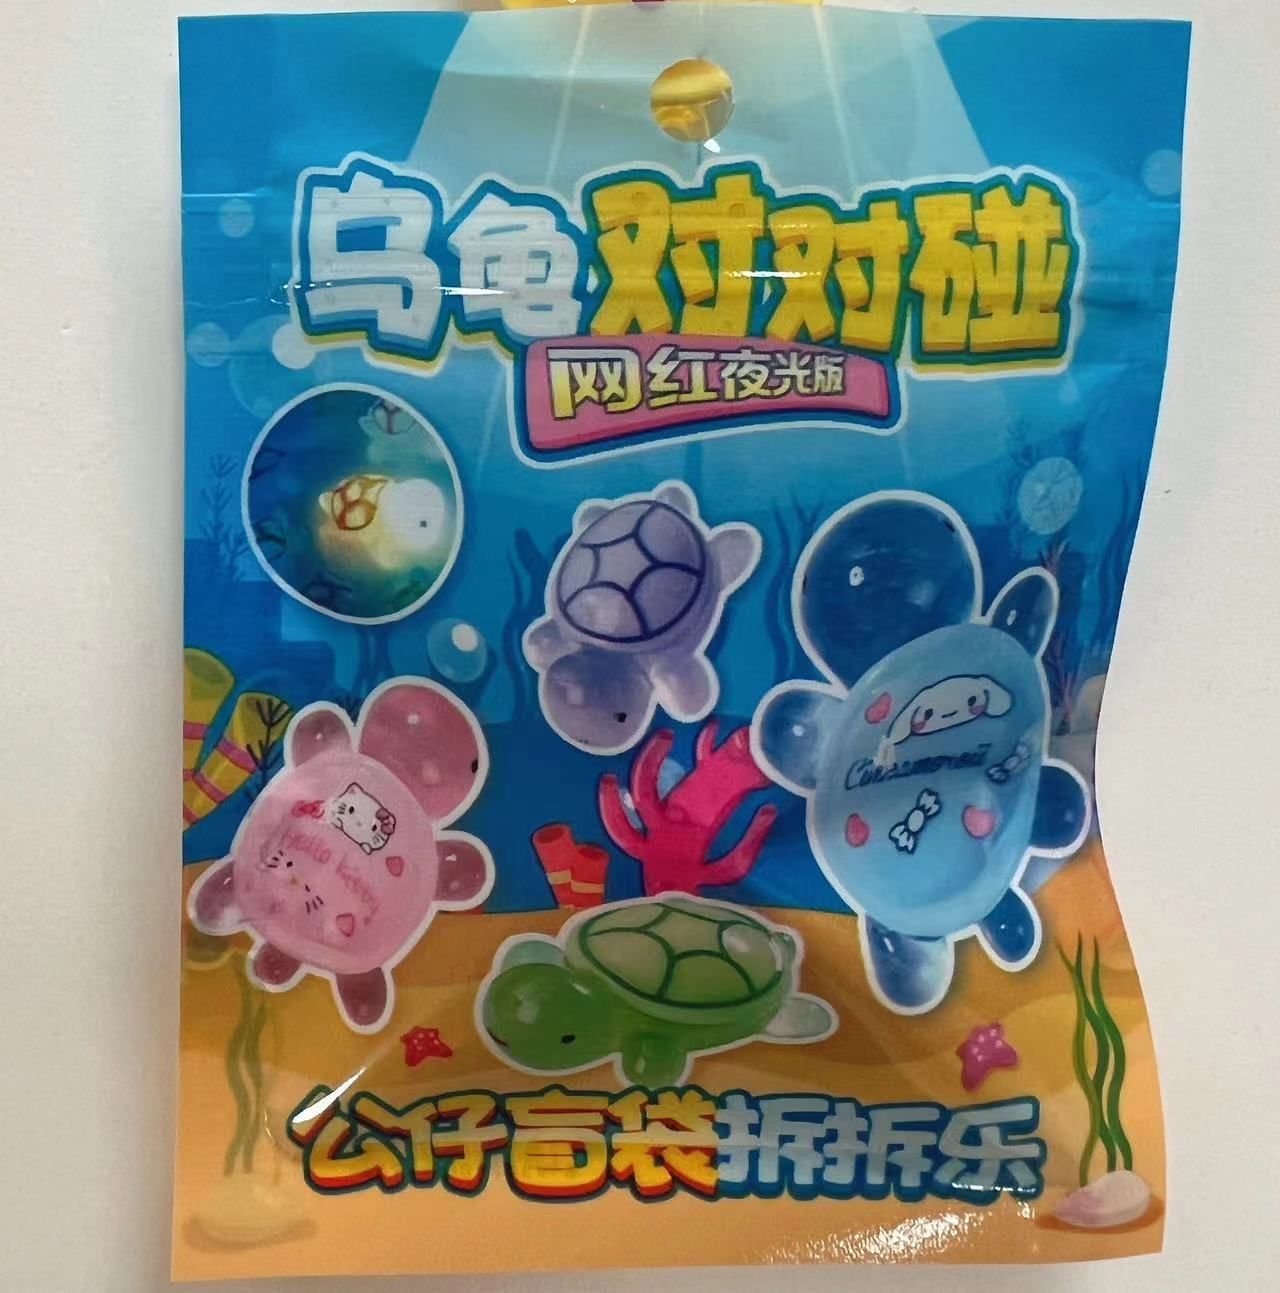 乌龟对对碰
网红夜光版
Cinnamoroll
Hello Kitty
公仔盲袋拆拆乐